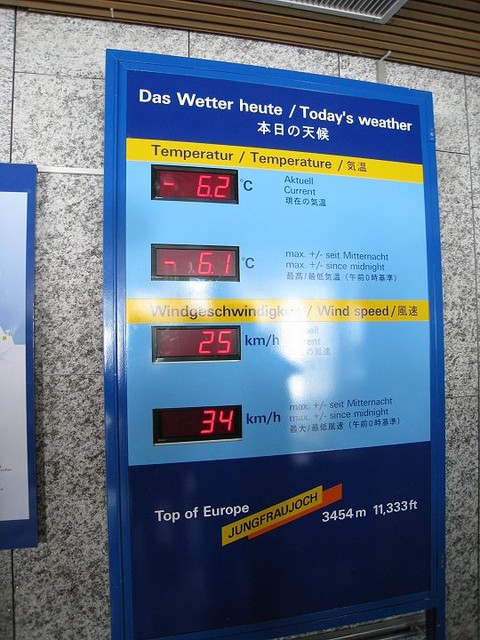 Das Wetter heute / Today's weather
本日の天候
Temperatur / Temperature / 気温
- 6.2 °C
Aktuell
Current
現在の気温
- 6.1 °C
max. +/- seit Mitternacht
max. +/- since midnight
最高/最低気温 (午前0時基準)
Windgeschwindigkeit / Wind speed / 風速
25 km/h
の風速
34 km/h
max. +/- seit Mitternacht
max. +/- since midnight
最大/最低風速 (午前0時基準)
Top of Europe
JUNGFRAUJOCH
3454 m 11,333 ft